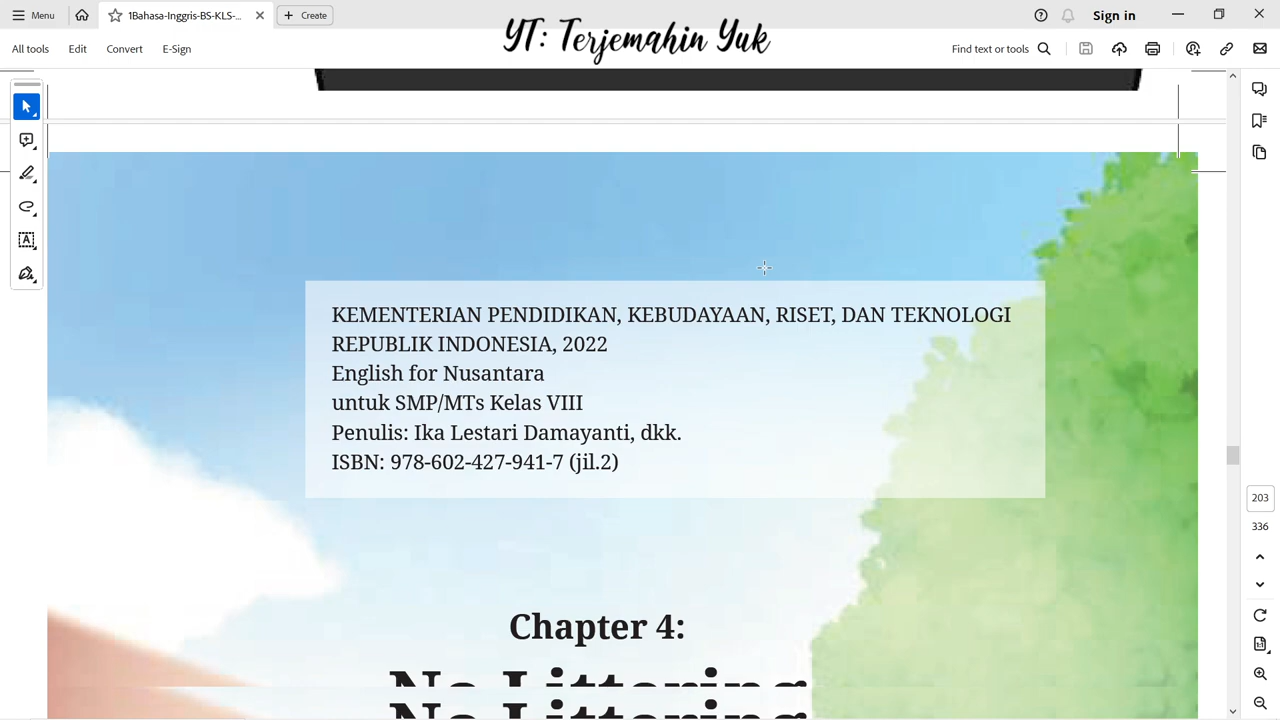 Menu
1Bahasa-Inggris-BS-KLS-...
Create
YT: Terjemahin Yuk
Sign in
All tools
Edit
Convert
E-Sign
Find text or tools
KEMENTERIAN PENDIDIKAN, KEBUDAYAAN, RISET, DAN TEKNOLOGI
REPUBLIK INDONESIA, 2022
English for Nusantara
untuk SMP/MTs Kelas VIII
Penulis: Ika Lestari Damayanti, dkk.
ISBN: 978-602-427-941-7 (jil.2)
203
336
Chapter 4:
No Littering